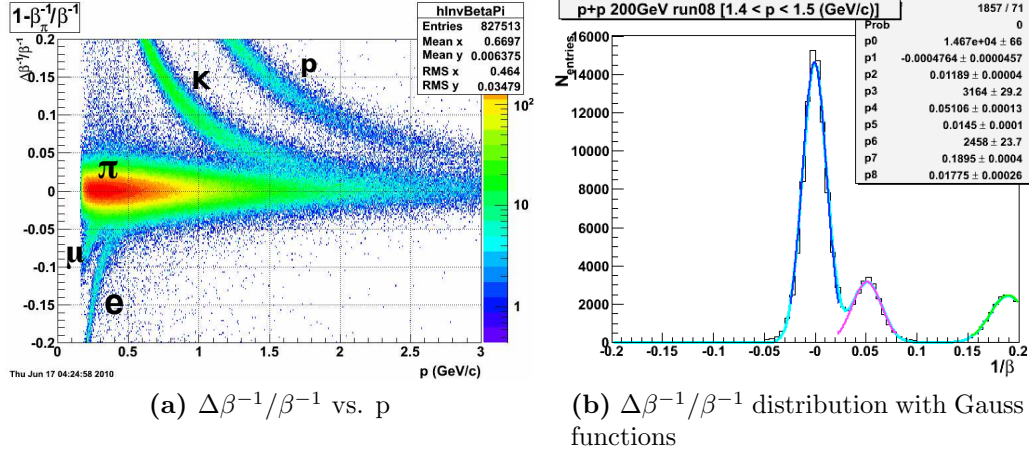 1-β_π^-1/β^-1
hInvBetaPi
Entries 827513
Mean x 0.6697
Mean y 0.006375
RMS x 0.464
RMS y 0.03479
Δβ^-1/β^-1
0.2
0.15
0.1
0.05
0
-0.05
-0.1
-0.15
-0.2
K
p
π
μ
e
10^2
10
1
0 0.5 1 1.5 2 2.5 3
p (GeV/c)
Thu Jun 17 04:24:58 2010
(a) Δβ^−1/β^−1 vs. p
p+p 200GeV run08 [1.4 < p < 1.5 (GeV/c)]
1857 / 71
Prob 0
p0 1.467e+04 ± 66
p1 -0.0004764 ± 0.0000457
p2 0.01189 ± 0.00004
p3 3164 ± 29.2
p4 0.05106 ± 0.00013
p5 0.0145 ± 0.0001
p6 2458 ± 23.7
p7 0.1895 ± 0.0004
p8 0.01775 ± 0.00026
N_entries
16000
14000
12000
10000
8000
6000
4000
2000
0
-0.2 -0.15 -0.1 -0.05 -0 0.05 0.1 0.15 0.2
1/β
(b) Δβ^−1/β^−1 distribution with Gauss
functions